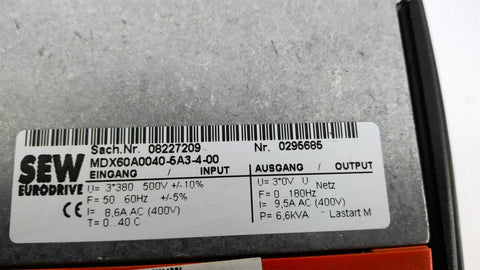 Sach.Nr. 08227209 Nr. 0295685
SEW
EURODRIVE
MDX60A0040-5A3-4-00
EINGANG / INPUT AUSGANG / OUTPUT
U= 3*380 500V +/-10% U= 3*0V U Netz
F= 50 60Hz +/-5% F= 0 180Hz
I= 8,6A AC (400V) I= 9,5A AC (400V)
T= 0..40 C P= 6,6kVA Lastart M
CE